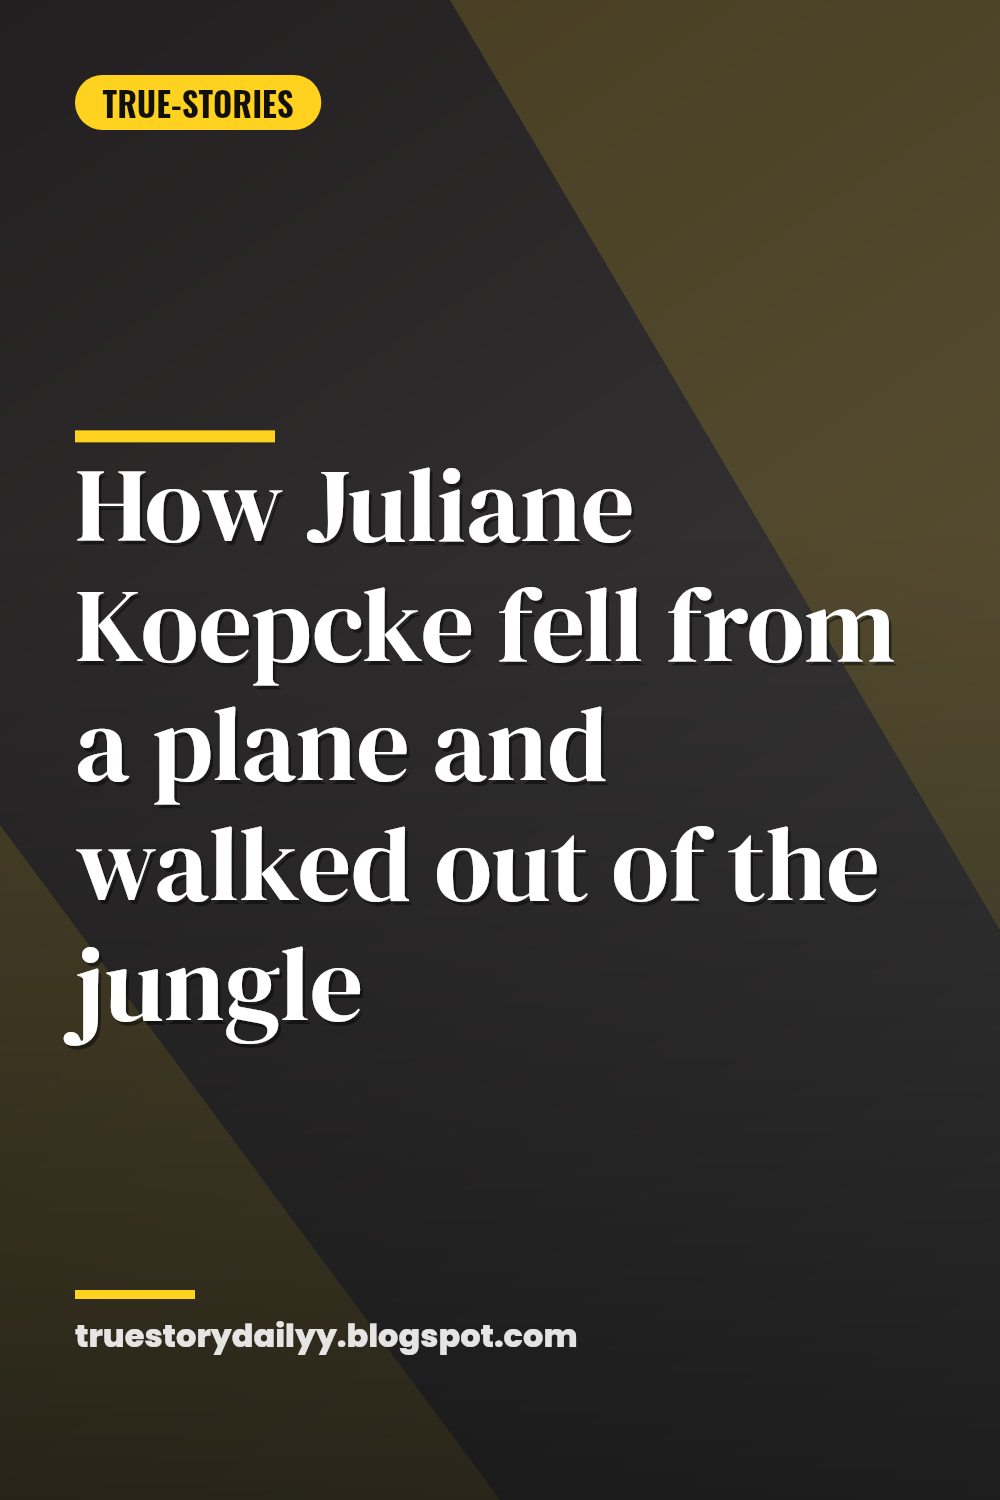 TRUE-STORIES
How Juliane
Koepcke fell from
a plane and
walked out of the
jungle
truestorydailyy.blogspot.com